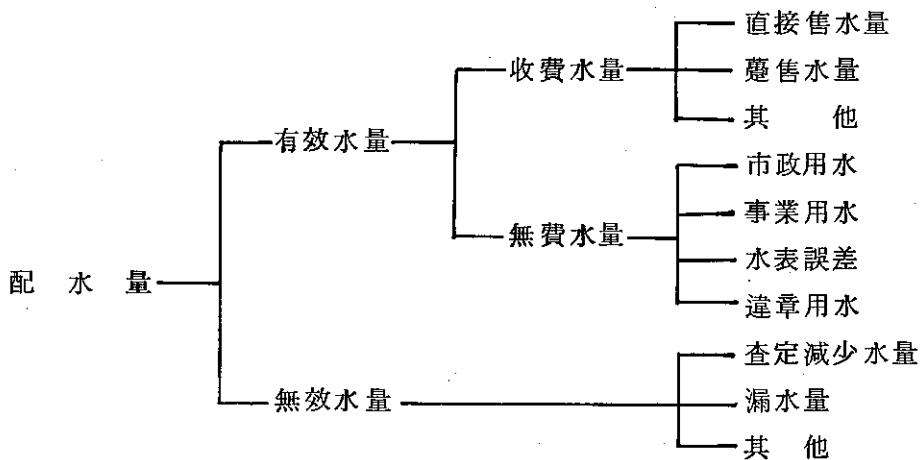 直接售水量
收費水量
躉售水量
其他
有效水量
市政用水
事業用水
無費水量
水表誤差
配水量
違章用水
查定減少水量
無效水量
漏水量
其他